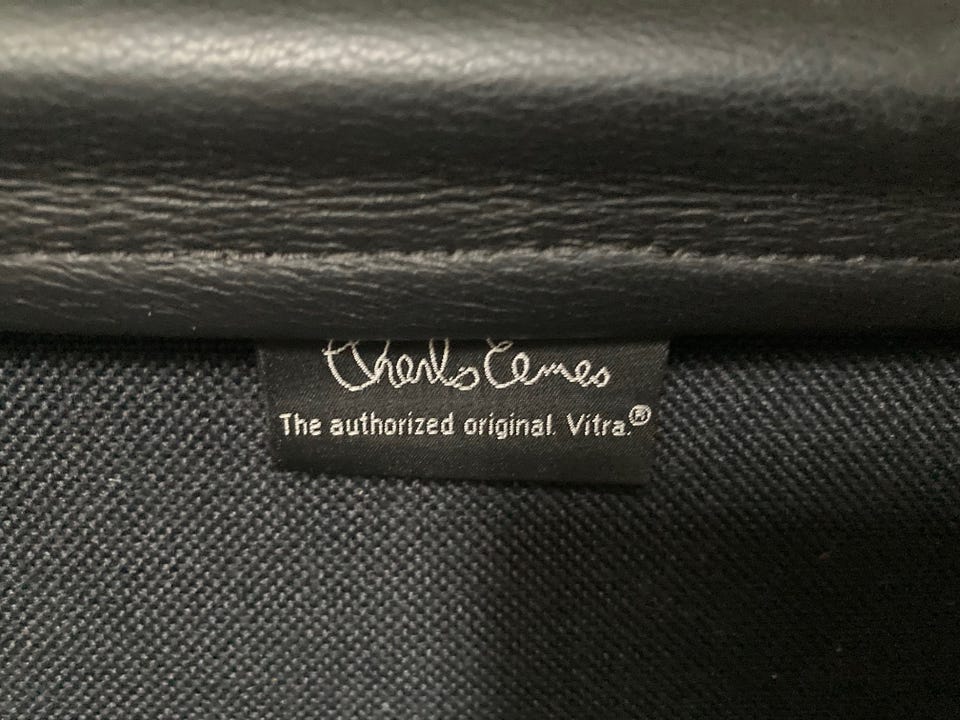 Charles Eames
The authorized original. Vitra.®